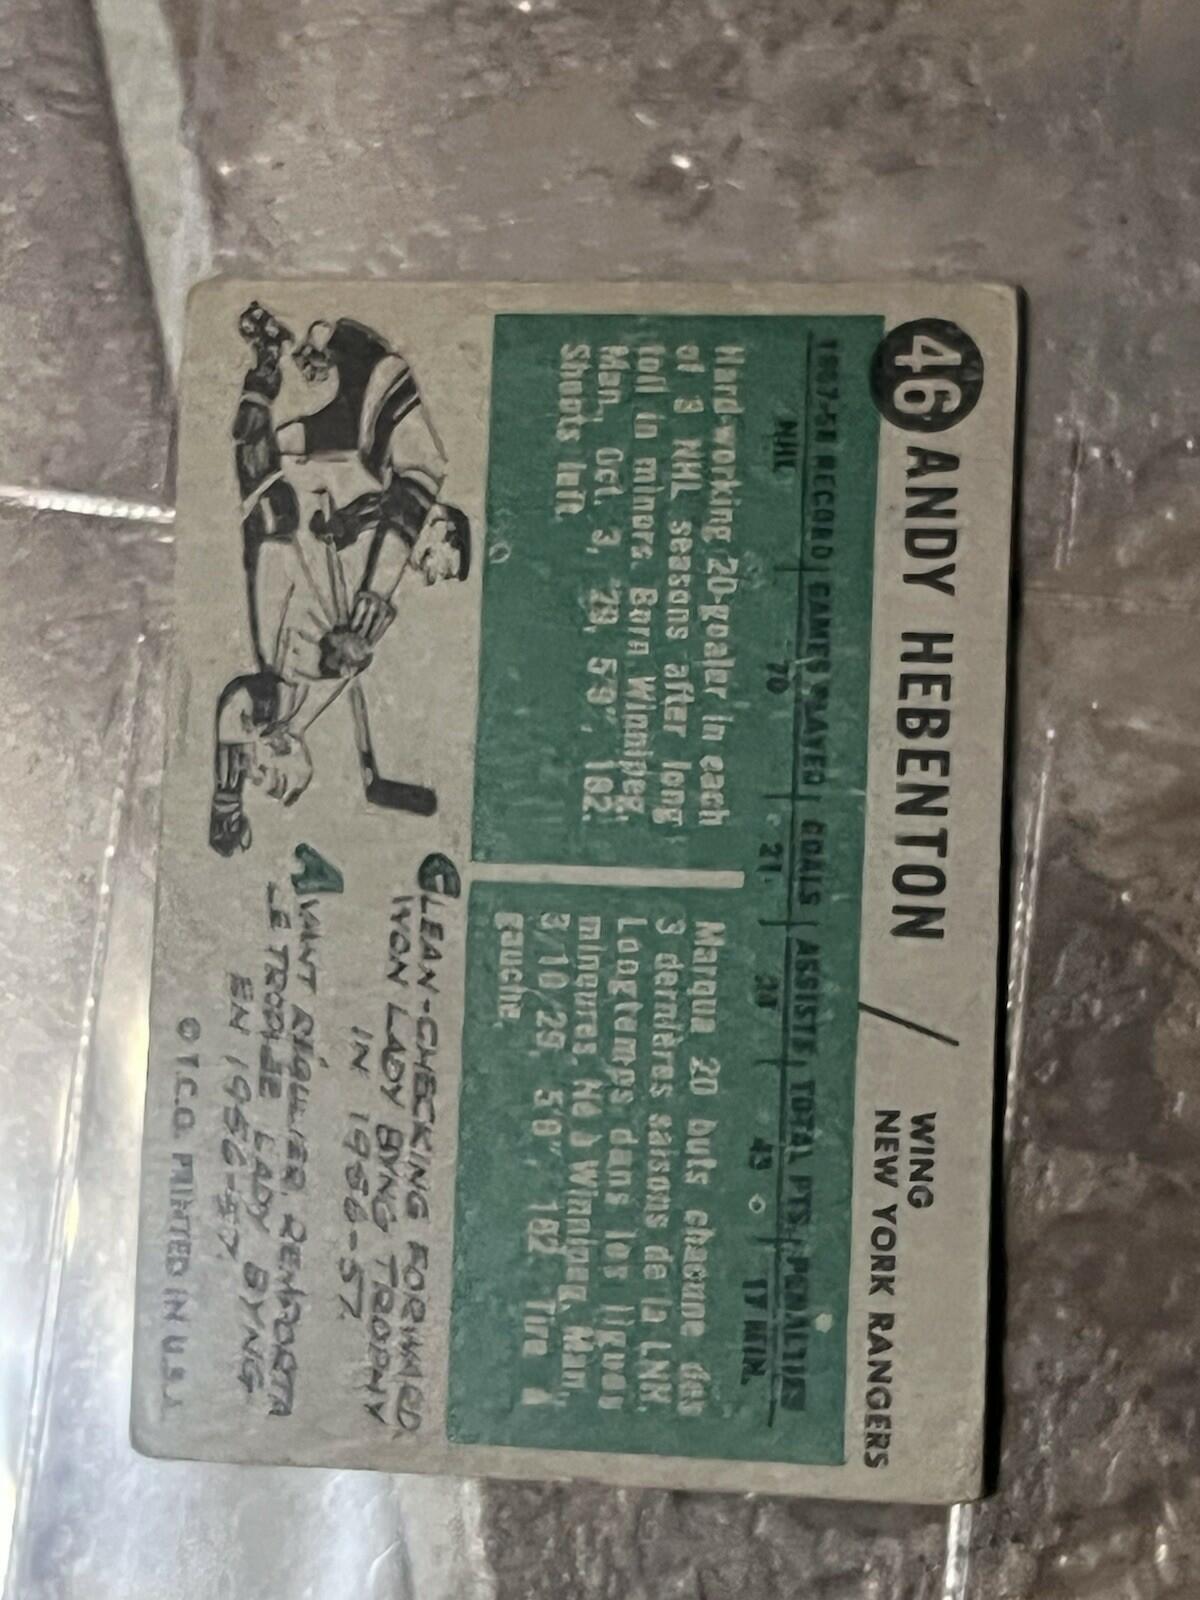 46 ANDY HEBENTON / WING
NEW YORK RANGERS
1957-58 RECORD GAMES PLAYED GOALS ASSISTS TOTAL PTS. PENALTIES
NHL 70 21 43 17 MIN.
Hard-working 20-goaler in each
of 3 NHL seasons after long
toil in minors. Born Winnipeg,
Man., Oct. 3, 29, 5'9", 182.
Shoots left.
Marqua 20 buts chacune des
3 dernières saisons de la LNH.
Longtemps dans les ligues
mineures. Né à Winnipeg, Man.,
3/10/29, 5'9" 182 Tire à
gauche.
CLEAN-CHECKING FORWARD
WON LADY BYNG TROPHY
IN 1956-57.
AVANT RÉGULIER, REMPORTA
LE TROPHÉE LADY BYNG
EN 1956-57.
© T.C.G. PRINTED IN U.S.A.